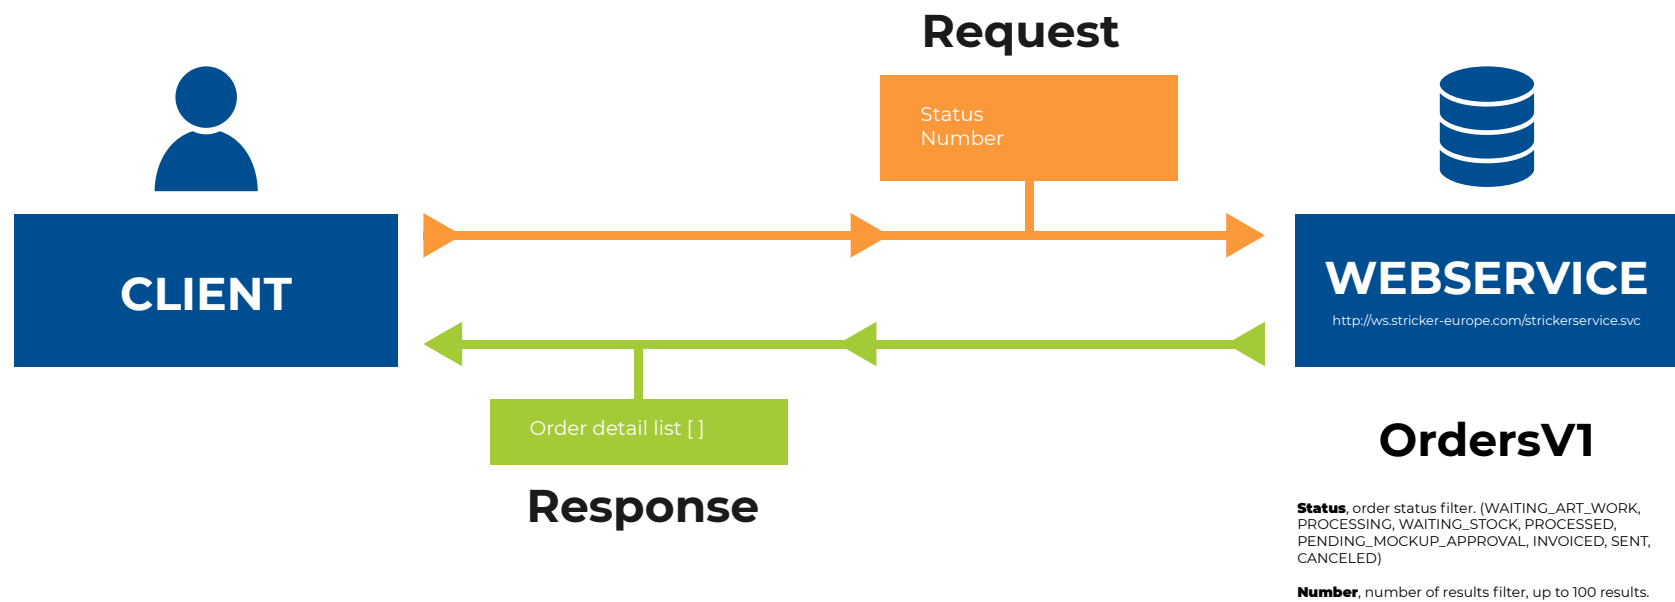 Request
Status
Number
CLIENT
WEBSERVICE
http://ws.stricker-europe.com/strickerservice.svc
Order detail list [ ]
Response
OrdersV1
Status, order status filter. (WAITING_ART_WORK,
PROCESSING, WAITING_STOCK, PROCESSED,
PENDING_MOCKUP_APPROVAL, INVOICED, SENT,
CANCELED)
Number, number of results filter, up to 100 results.